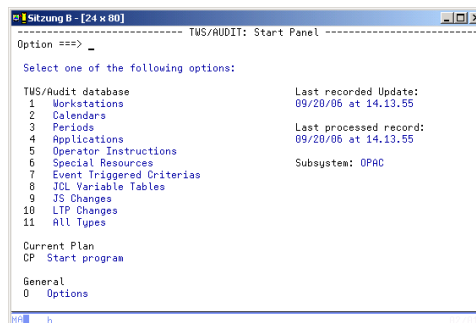 Sitzung B - [24 x 80]
---------------------------- TWS/AUDIT: Start Panel --------------------------
Option ===> _
Select one of the following options:
TWS/Audit database Last recorded Update:
1 Workstations 09/20/06 at 14.13.55
2 Calendars
3 Periods Last processed record:
4 Applications 09/20/06 at 14.13.55
5 Operator Instructions
6 Special Resources Subsystem: OPAC
7 Event Triggered Criterias
8 JCL Variable Tables
9 JS Changes
10 LTP Changes
11 All Types
Current Plan
CP Start program
General
O Options
MA b